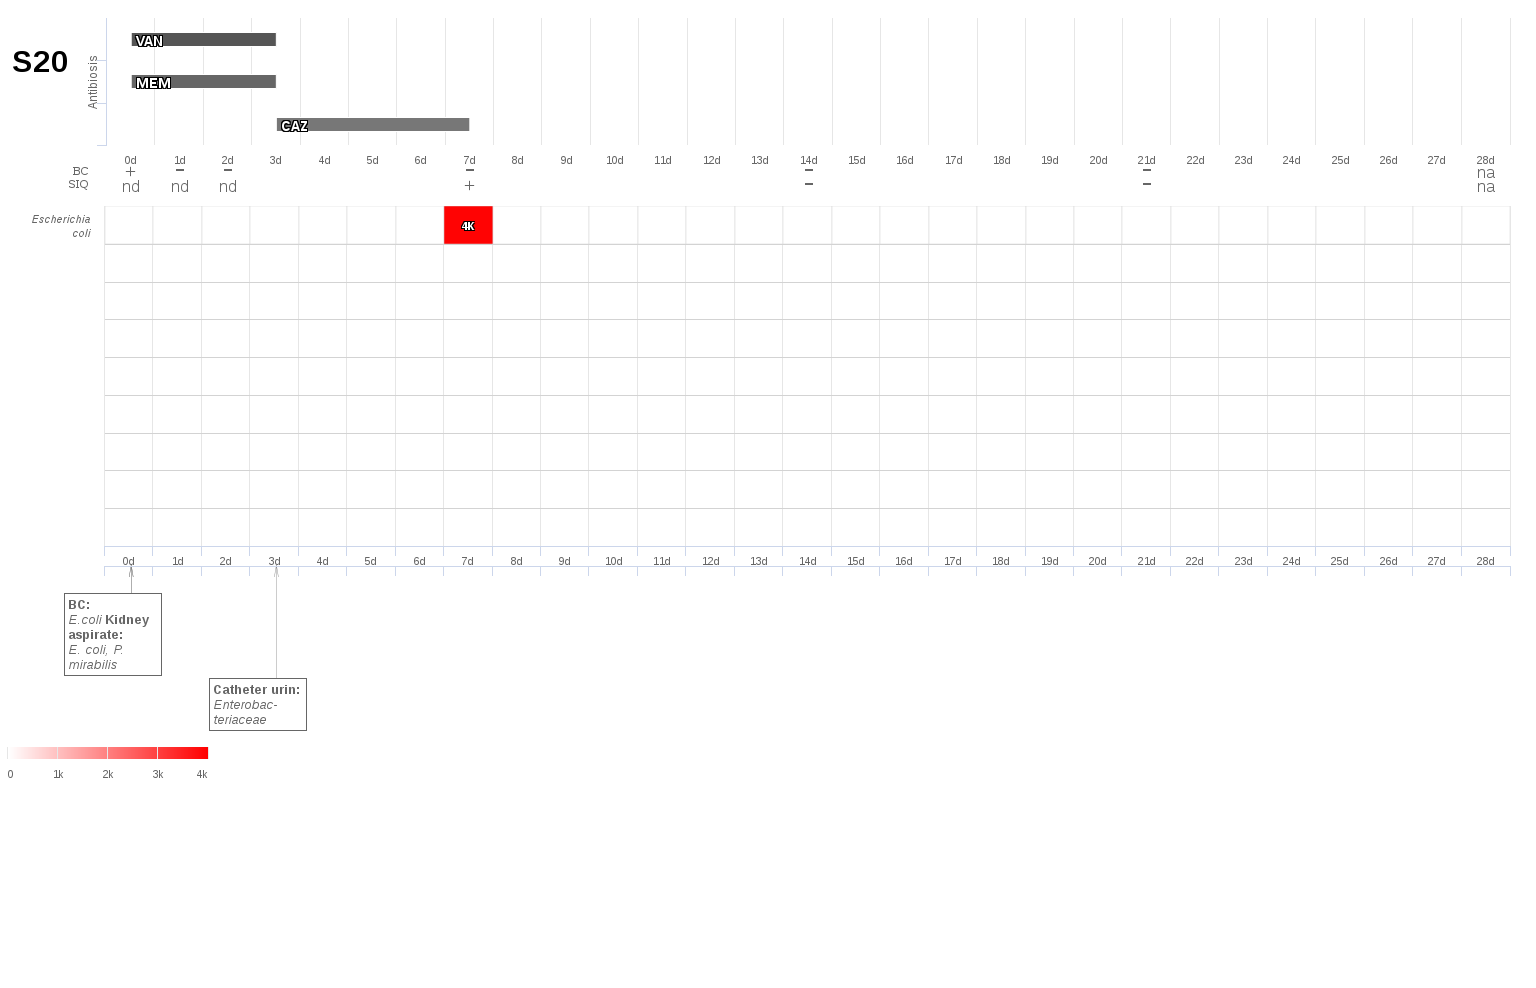 S20
Antibiosis
VAN
MEM
CAZ
0d 1d 2d 3d 4d 5d 6d 7d 8d 9d 10d 11d 12d 13d 14d 15d 16d 17d 18d 19d 20d 21d 22d 23d 24d 25d 26d 27d 28d
BC + - - - - - na
SIQ nd nd nd + - - na
Escherichia
coli
4K
0d 1d 2d 3d 4d 5d 6d 7d 8d 9d 10d 11d 12d 13d 14d 15d 16d 17d 18d 19d 20d 21d 22d 23d 24d 25d 26d 27d 28d
BC:
E.coli Kidney
aspirate:
E. coli, P.
mirabilis
Catheter urin:
Enterobac-
teriaceae
0 1k 2k 3k 4k